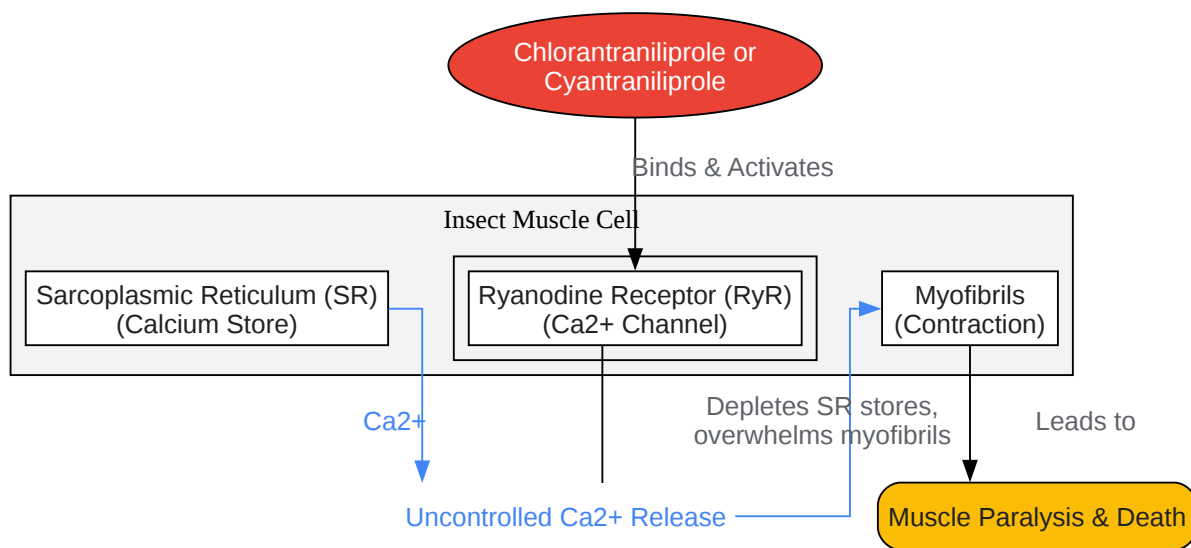 Chlorantraniliprole or
Cyantraniliprole
Binds & Activates
Insect Muscle Cell
Sarcoplasmic Reticulum (SR)
(Calcium Store)
Ryanodine Receptor (RyR)
(Ca2+ Channel)
Myofibrils
(Contraction)
Ca2+
Depletes SR stores,
overwhelms myofibrils
Leads to
Uncontrolled Ca2+ Release
Muscle Paralysis & Death